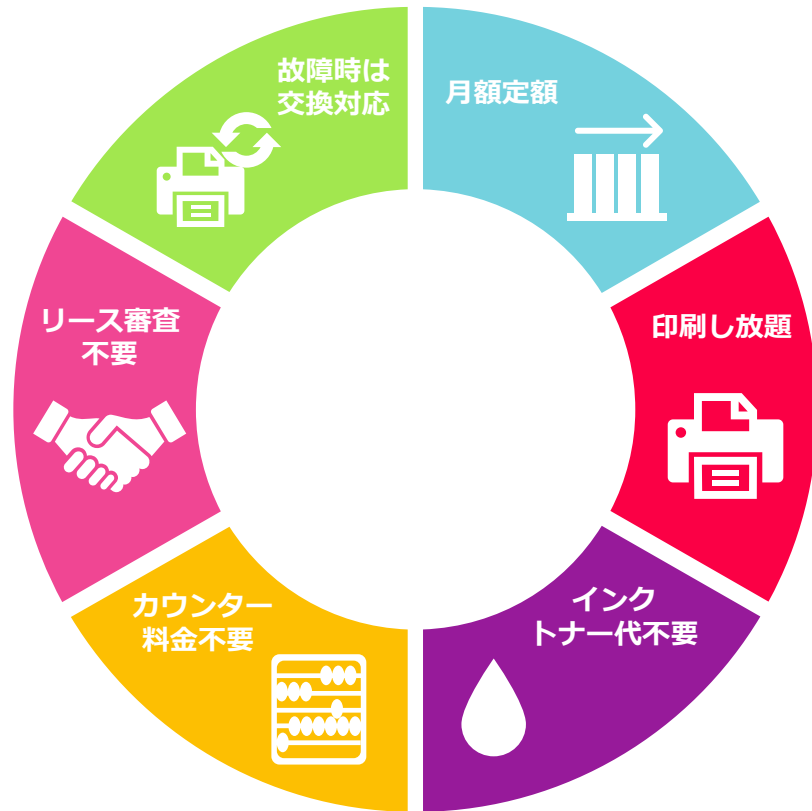 故障時は
交換対応
月額定額
リース審査
不要
印刷し放題
カウンター
料金不要
インク
トナー代不要